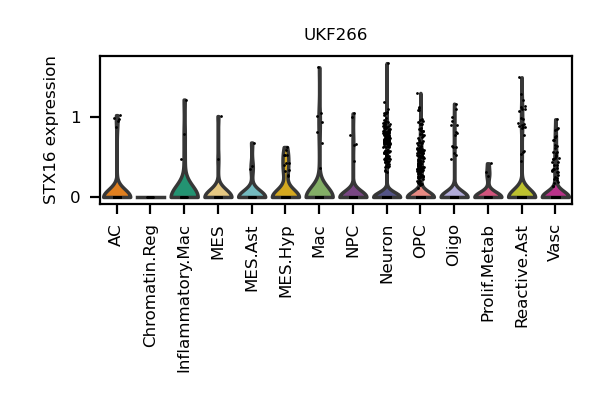 UKF266
STX16 expression
1
0
AC
Chromatin.Reg
Inflammatory.Mac
MES
MES.Ast
MES.Hyp
Mac
NPC
Neuron
OPC
Oligo
Prolif.Metab
Reactive.Ast
Vasc